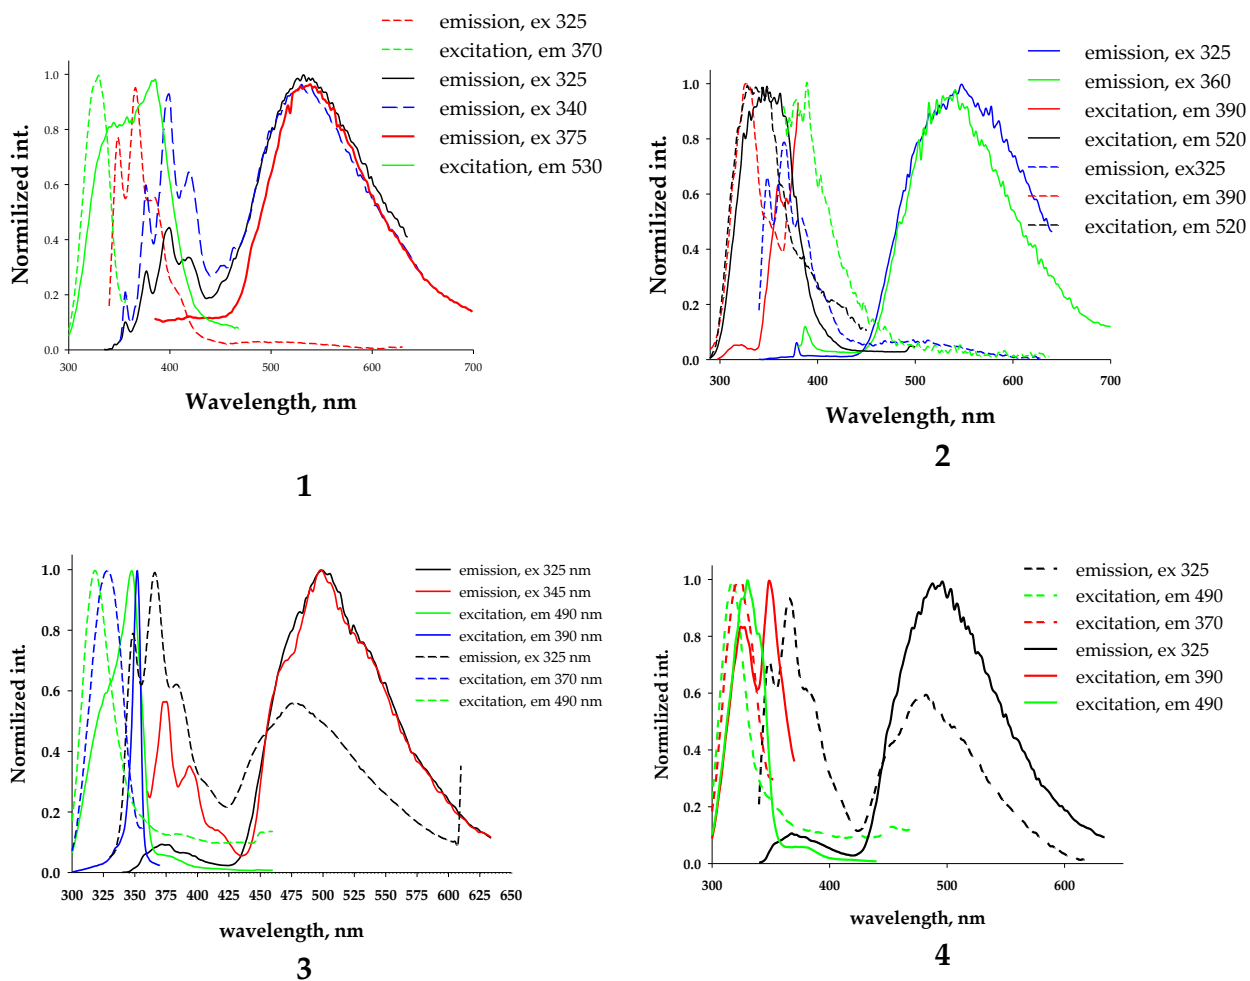 emission, ex 325
excitation, em 370
emission, ex 325
emission, ex 340
emission, ex 375
excitation, em 530
Normilized int.
1.0
0.8
0.6
0.4
0.2
0.0
300 400 500 600 700
Wavelength, nm
1
emission, ex 325
emission, ex 360
excitation, em 390
excitation, em 520
emission, ex325
excitation, em 390
excitation, em 520
Normilized int.
1.0
0.8
0.6
0.4
0.2
0.0
300 400 500 600 700
Wavelength, nm
2
emission, ex 325 nm
emission, ex 345 nm
excitation, em 490 nm
excitation, em 390 nm
emission, ex 325 nm
excitation, em 370 nm
excitation, em 490 nm
Normilized int.
1.0
0.8
0.6
0.4
0.2
0.0
300 325 350 375 400 425 450 475 500 525 550 575 600 625 650
wavelength, nm
3
emission, ex 325
excitation, em 490
excitation, em 370
emission, ex 325
excitation, em 390
excitation, em 490
Normilized int.
1.0
0.8
0.6
0.4
0.2
0.0
300 400 500 600
wavelength, nm
4